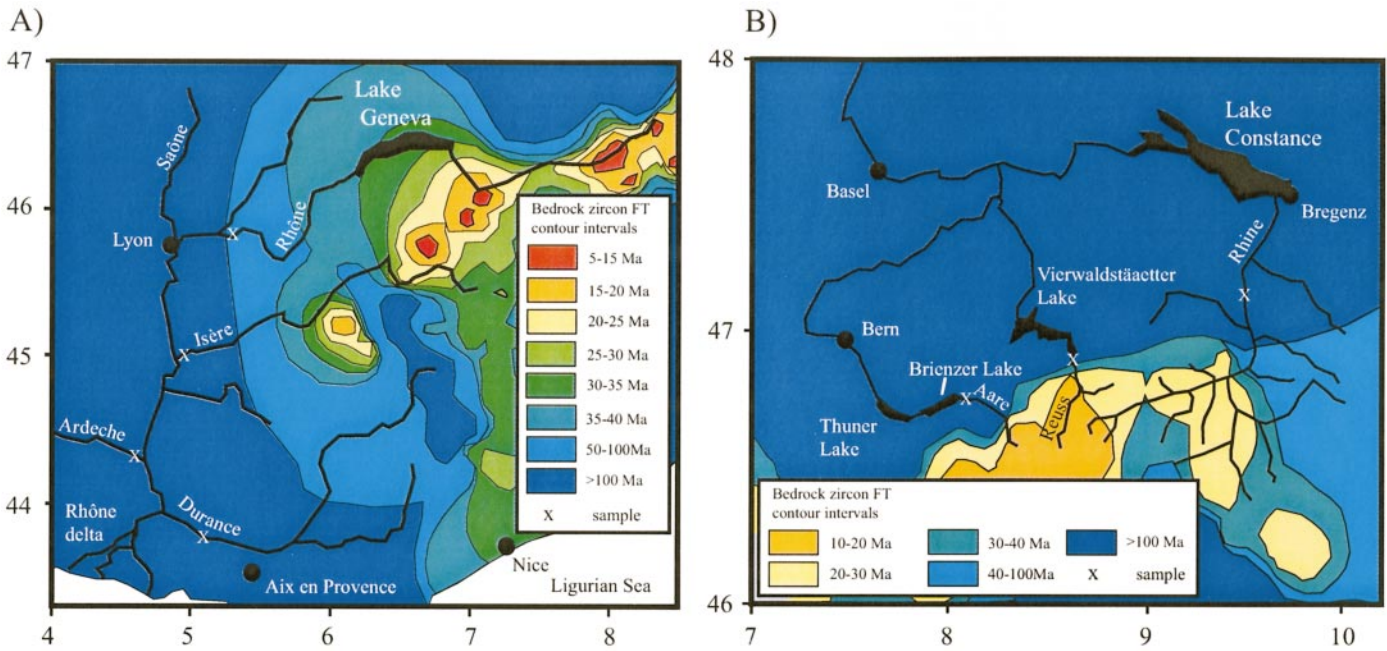 A)
47
46
45
44
4
5
6
7
8
Lake
Geneva
Saône
Rhône
Lyon
Isère
Ardeche
Rhône
delta
Durance
Aix en Provence
Nice
Ligurian Sea
Bedrock zircon FT
contour intervals
5-15 Ma
15-20 Ma
20-25 Ma
25-30 Ma
30-35 Ma
35-40 Ma
50-100Ma
>100 Ma
x sample
B)
48
47
46
7
8
9
10
Lake
Constance
Basel
Bregenz
Rhine
Vierwaldstäaetter
Lake
Bern
Brienzer Lake
Aare
Reuss
Thuner
Lake
Bedrock zircon FT
contour intervals
10-20 Ma
20-30 Ma
30-40 Ma
40-100Ma
>100 Ma
X sample